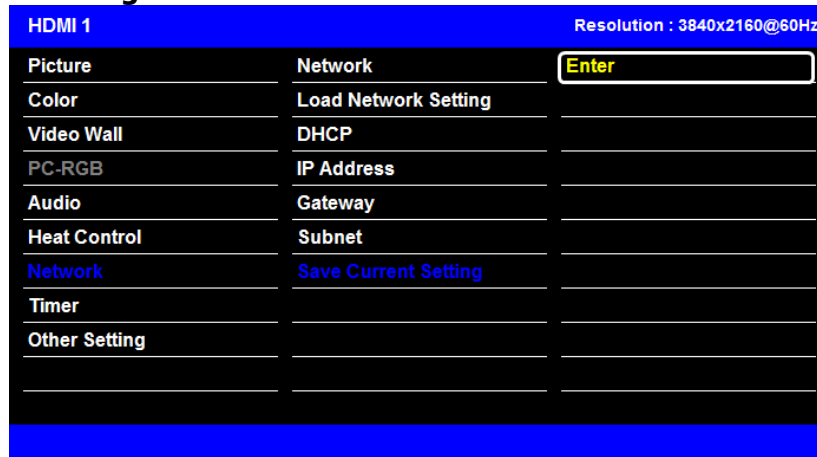 HDMI 1 Resolution : 3840x2160@60Hz
Picture Network Enter
Color Load Network Setting
Video Wall DHCP
PC-RGB IP Address
Audio Gateway
Heat Control Subnet
Network Save Current Setting
Timer
Other Setting